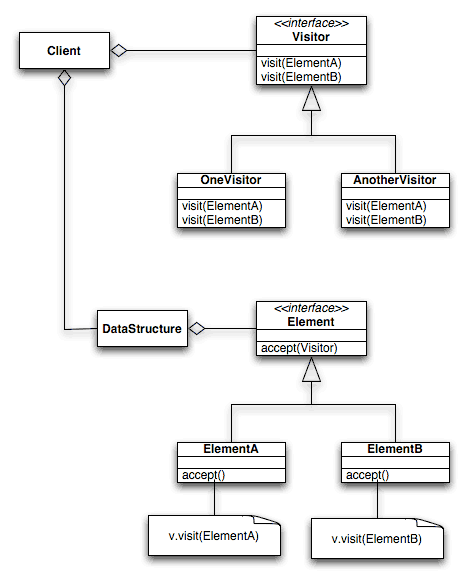 Client
<<interface>>
Visitor
visit(ElementA)
visit(ElementB)
OneVisitor
visit(ElementA)
visit(ElementB)
AnotherVisitor
visit(ElementA)
visit(ElementB)
DataStructure
<<interface>>
Element
accept(Visitor)
ElementA
accept()
ElementB
accept()
v.visit(ElementA)
v.visit(ElementB)